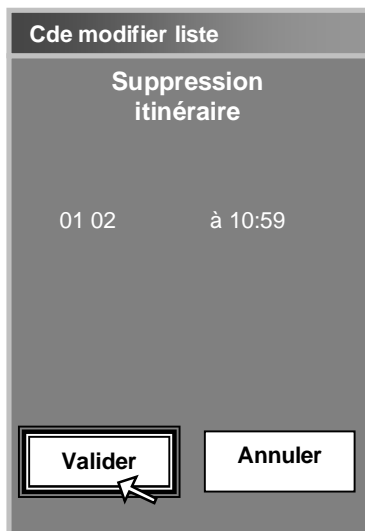 Cde modifier liste
Suppression
itinéraire
01 02 à 10:59
Valider Annuler